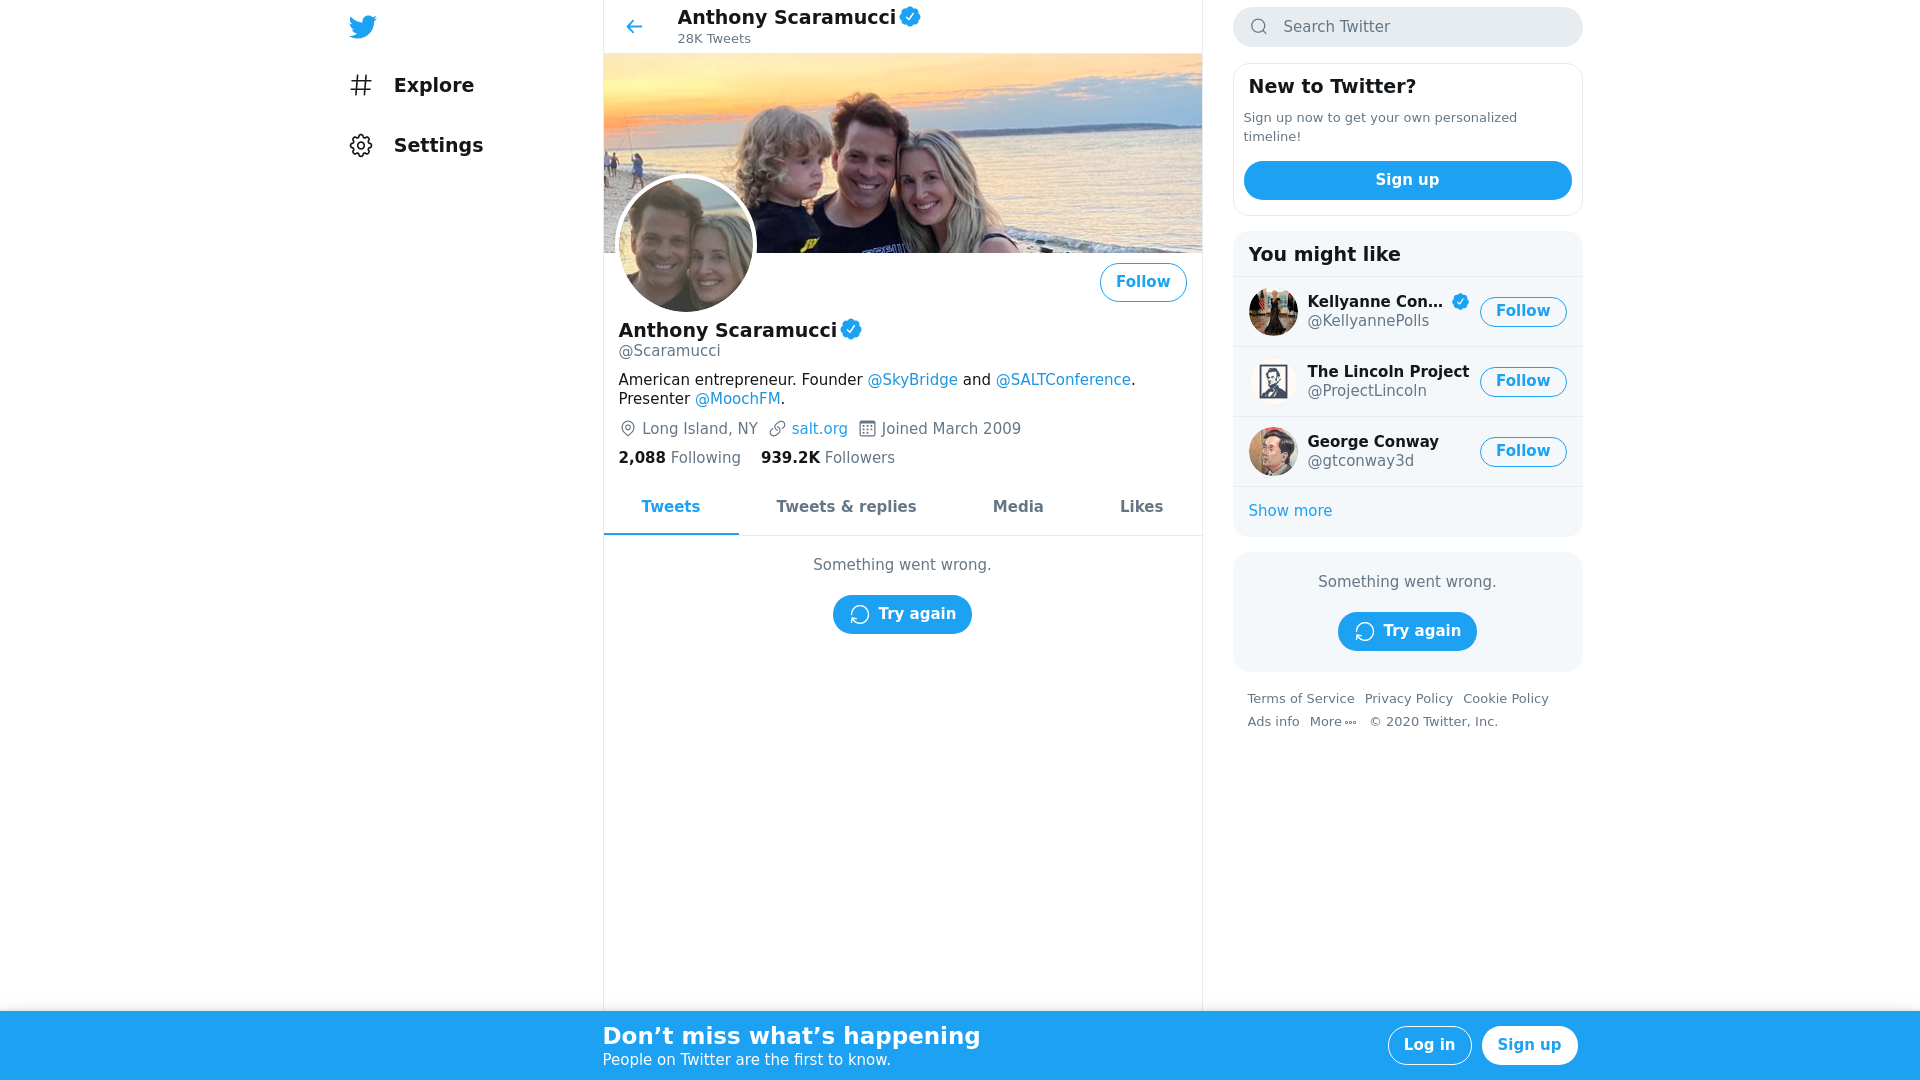 Explore
Settings
Anthony Scaramucci
28K Tweets
Follow
Anthony Scaramucci
@Scaramucci
American entrepreneur. Founder @SkyBridge and @SALTConference.
Presenter @MoochFM.
Long Island, NY salt.org Joined March 2009
2,088 Following 939.2K Followers
Tweets Tweets & replies Media Likes
Something went wrong.
Try again
Search Twitter
New to Twitter?
Sign up now to get your own personalized
timeline!
Sign up
You might like
Kellyanne Con...
@KellyannePolls
Follow
The Lincoln Project
@ProjectLincoln
Follow
George Conway
@gtconway3d
Follow
Show more
Something went wrong.
Try again
Terms of Service Privacy Policy Cookie Policy
Ads info More © 2020 Twitter, Inc.
Don’t miss what’s happening
People on Twitter are the first to know.
Log in Sign up